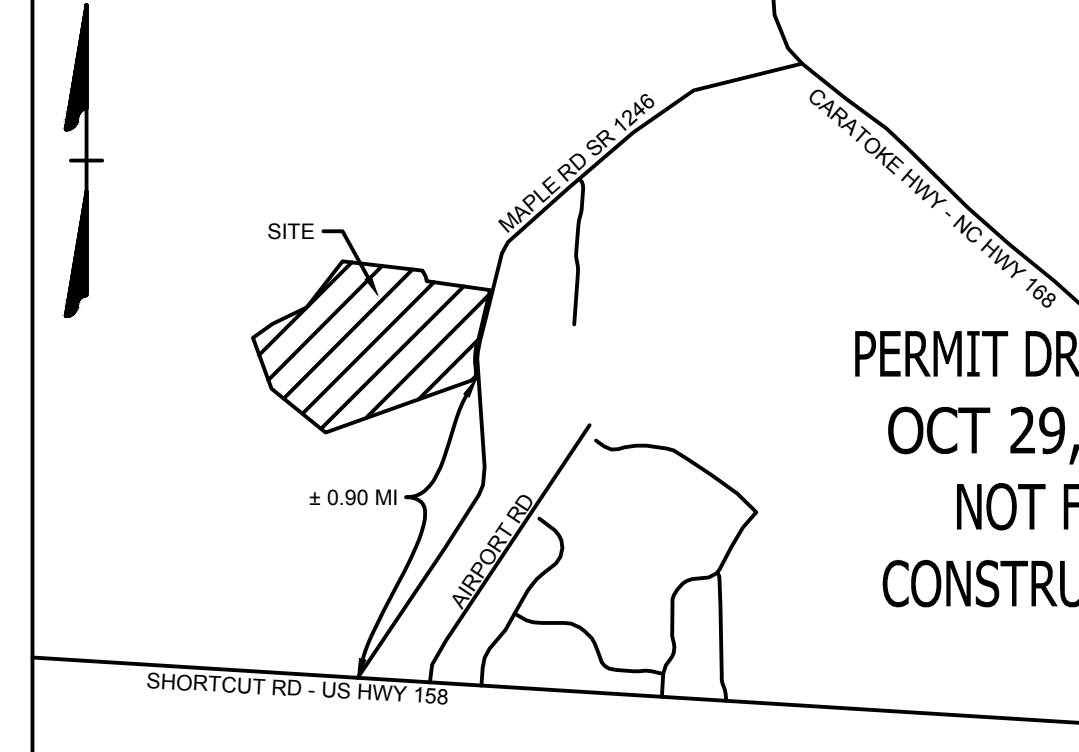 MAPLE RD SR 1246
CARATOKE HWY - NC HWY 168
SITE
PERMIT DR
OCT 29,
± 0.90 MI
NOT F
AIRPORT RD
CONSTRU
SHORTCUT RD - US HWY 158